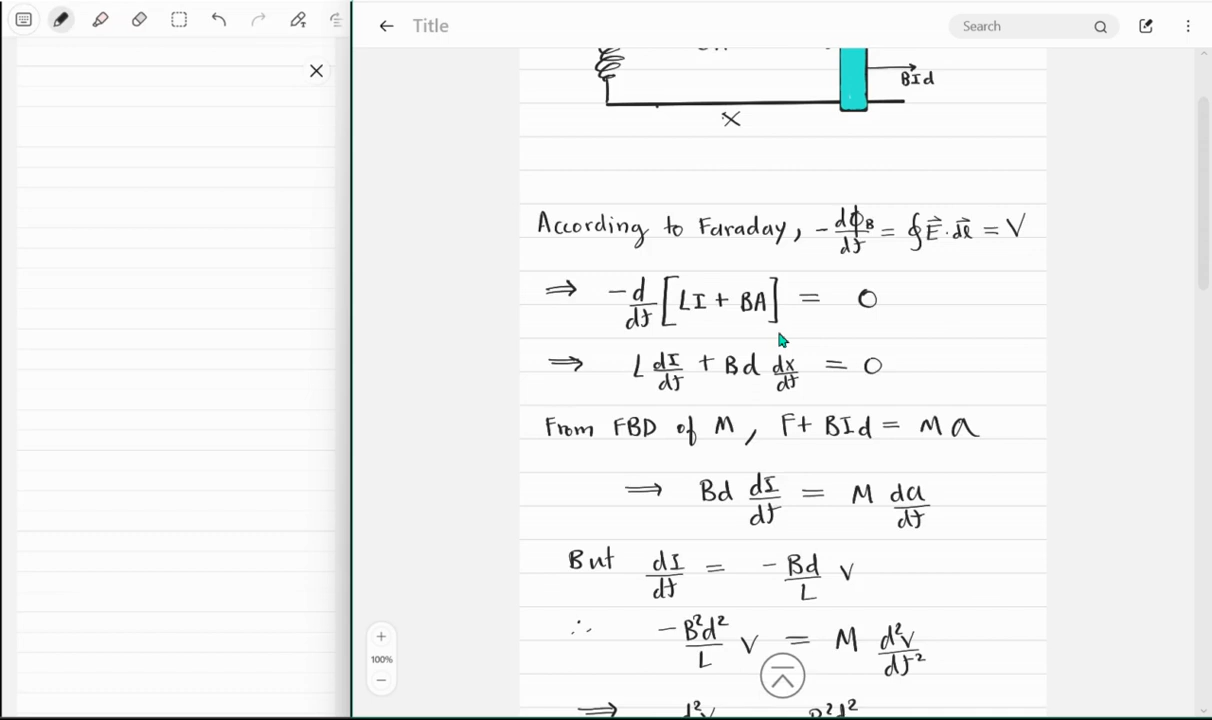 Title
Search
BId
X
According to Faraday, -dϕ_B/dt = ∮E⃗·dl⃗ = V
⇒ -d/dt [LI + BA] = 0
⇒ L dI/dt + Bd dx/dt = 0
From FBD of M, F+ BId = Ma
⇒ Bd dI/dt = M da/dt
But dI/dt = -Bd/L v
∴ -B²d²/L v = M d²v/dt²
100%